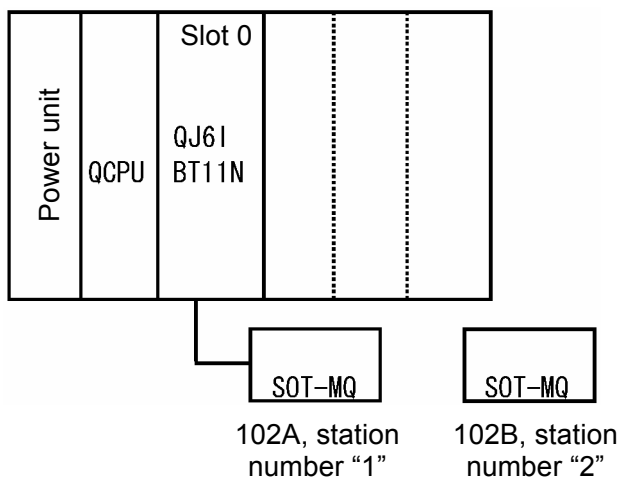 Slot 0
Power unit
QCPU
QJ61
BT11N
SOT-MQ
SOT-MQ
102A, station
number “1”
102B, station
number “2”